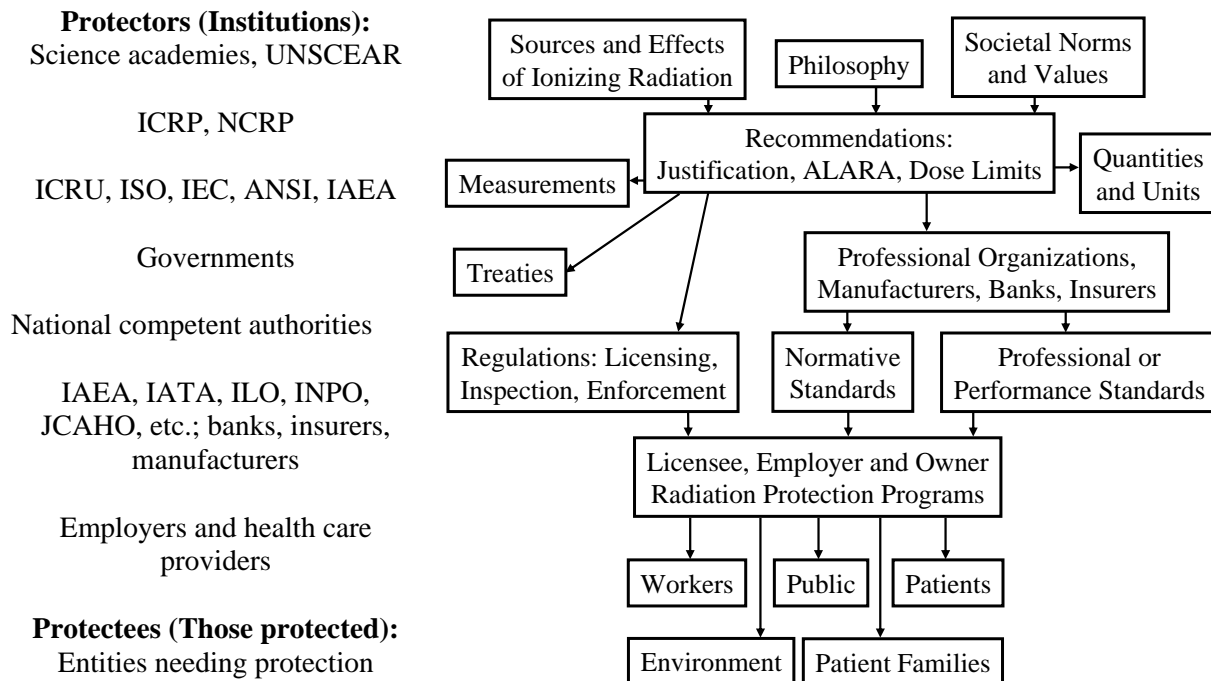 Protectors (Institutions):
Science academies, UNSCEAR
ICRP, NCRP
ICRU, ISO, IEC, ANSI, IAEA
Governments
National competent authorities
IAEA, IATA, ILO, INPO,
JCAHO, etc.; banks, insurers,
manufacturers
Employers and health care
providers
Protectees (Those protected):
Entities needing protection
Sources and Effects
of Ionizing Radiation
Philosophy
Societal Norms
and Values
Recommendations:
Justification, ALARA, Dose Limits
Measurements
Quantities
and Units
Treaties
Professional Organizations,
Manufacturers, Banks, Insurers
Regulations: Licensing,
Inspection, Enforcement
Normative
Standards
Professional or
Performance Standards
Licensee, Employer and Owner
Radiation Protection Programs
Workers
Public
Patients
Environment
Patient Families